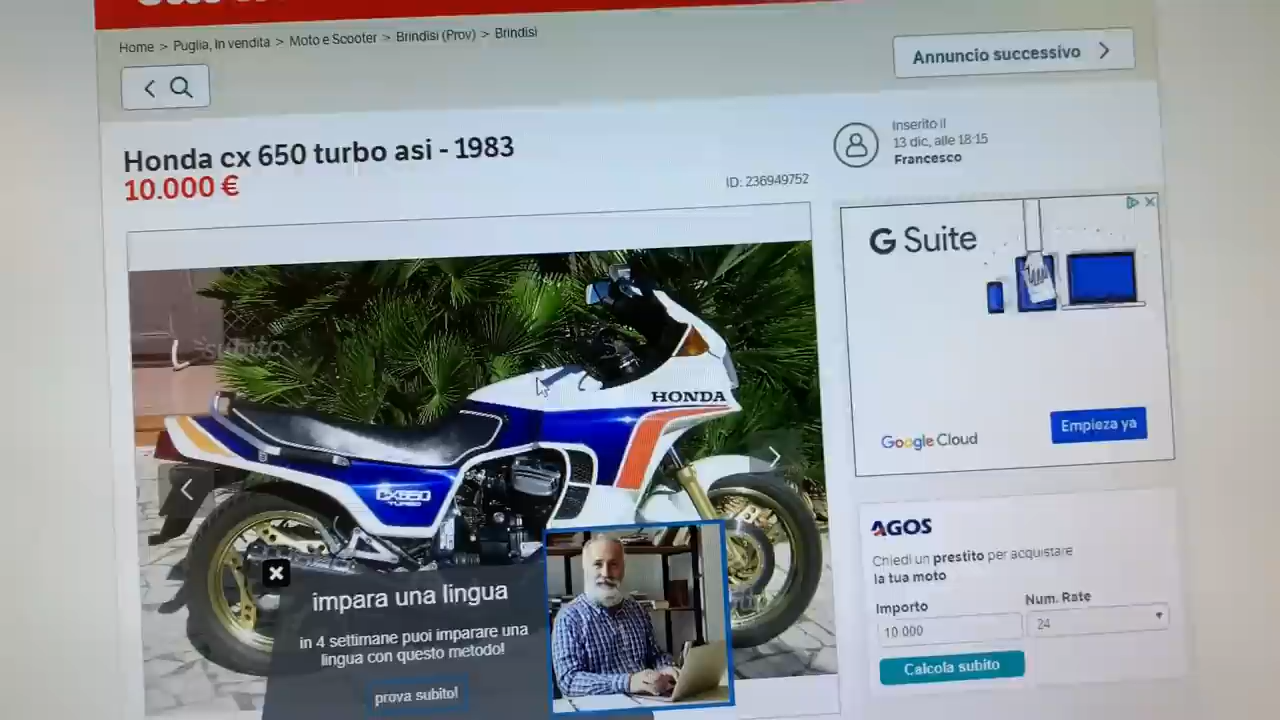 Home > Puglia, in vendita > Moto e Scooter > Brindisi (Prov) > Brindisi
Annuncio successivo
Honda cx 650 turbo asi - 1983
10.000 €
ID: 236949752
Inserito il
13 dic, alle 18:15
Francesco
subito
HONDA
CX650
TURBO
G Suite
Google Cloud
Empieza ya
impara una lingua
in 4 settimane puoi imparare una
lingua con questo metodo!
prova subito!
AGOS
Chiedi un prestito per acquistare
la tua moto
Importo
Num. Rate
10 000
24
Calcola subito